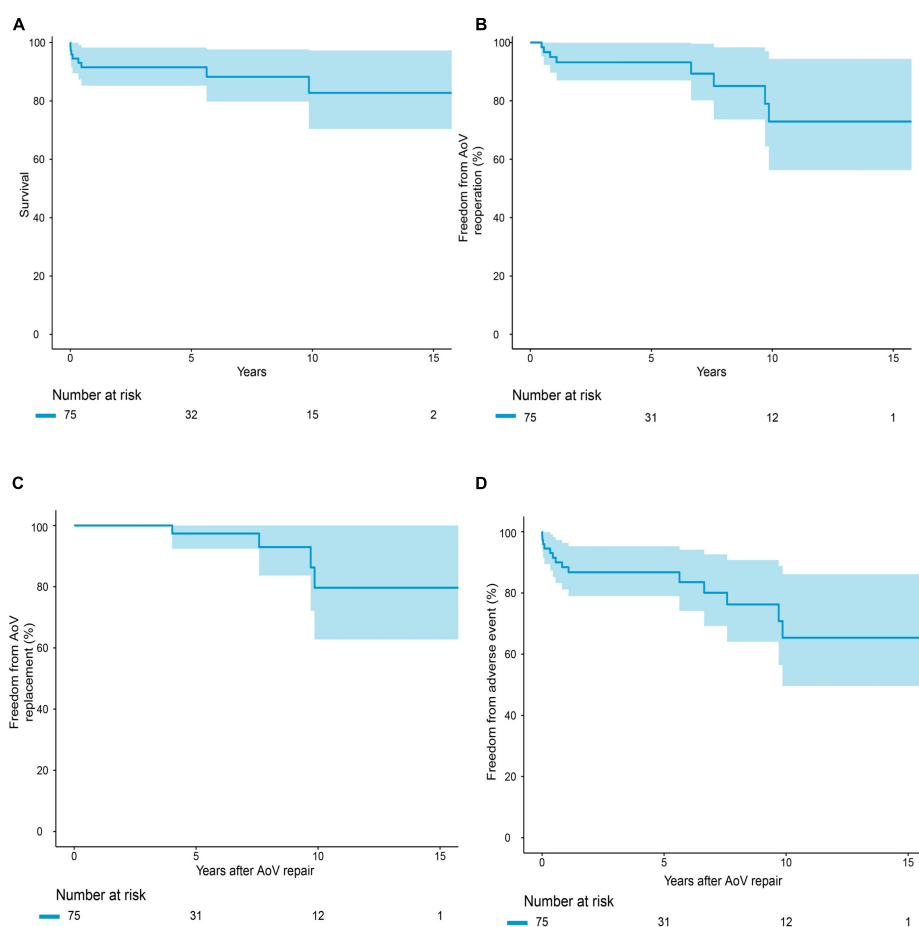 A
100
80
60
40
20
0
Survival
0 5 10 15
Years
Number at risk
75 32 15 2
B
100
80
60
40
20
0
Freedom from AoV
reoperation (%)
0 5 10 15
Years
Number at risk
75 31 12 1
C
100
80
60
40
20
0
Freedom from AoV
replacement (%)
0 5 10 15
Years after AoV repair
Number at risk
75 31 12 1
D
100
80
60
40
20
0
Freedom from adverse event (%)
0 5 10 15
Years after AoV repair
Number at risk
75 31 12 1